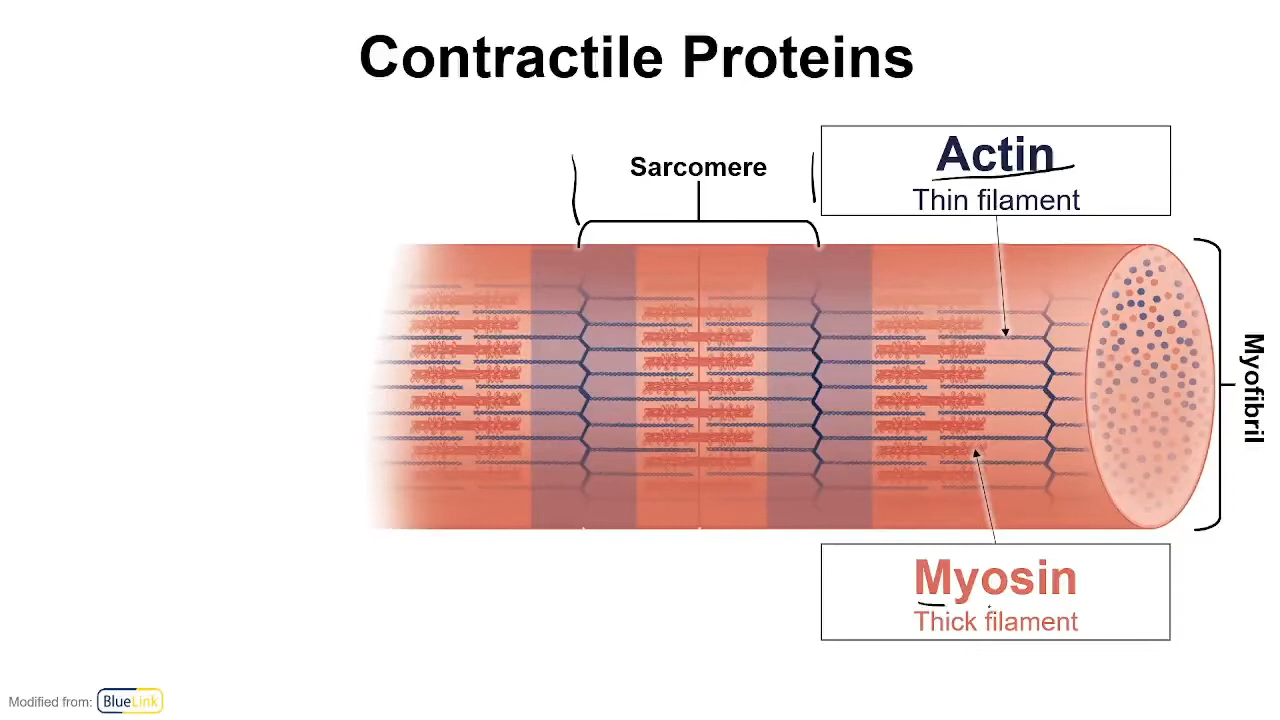 Contractile Proteins
Sarcomere
Actin
Thin filament
Myofibril
Myosin
Thick filament
Modified from: BlueLink